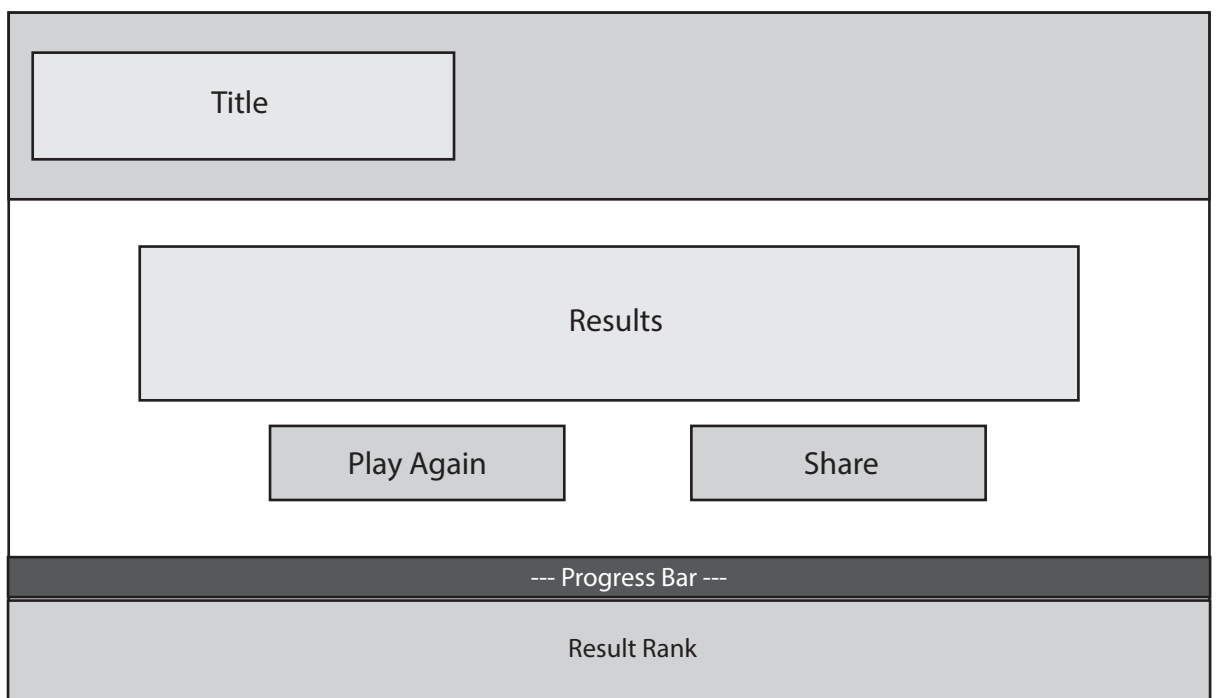 Title
Results
Play Again
Share
--- Progress Bar ---
Result Rank